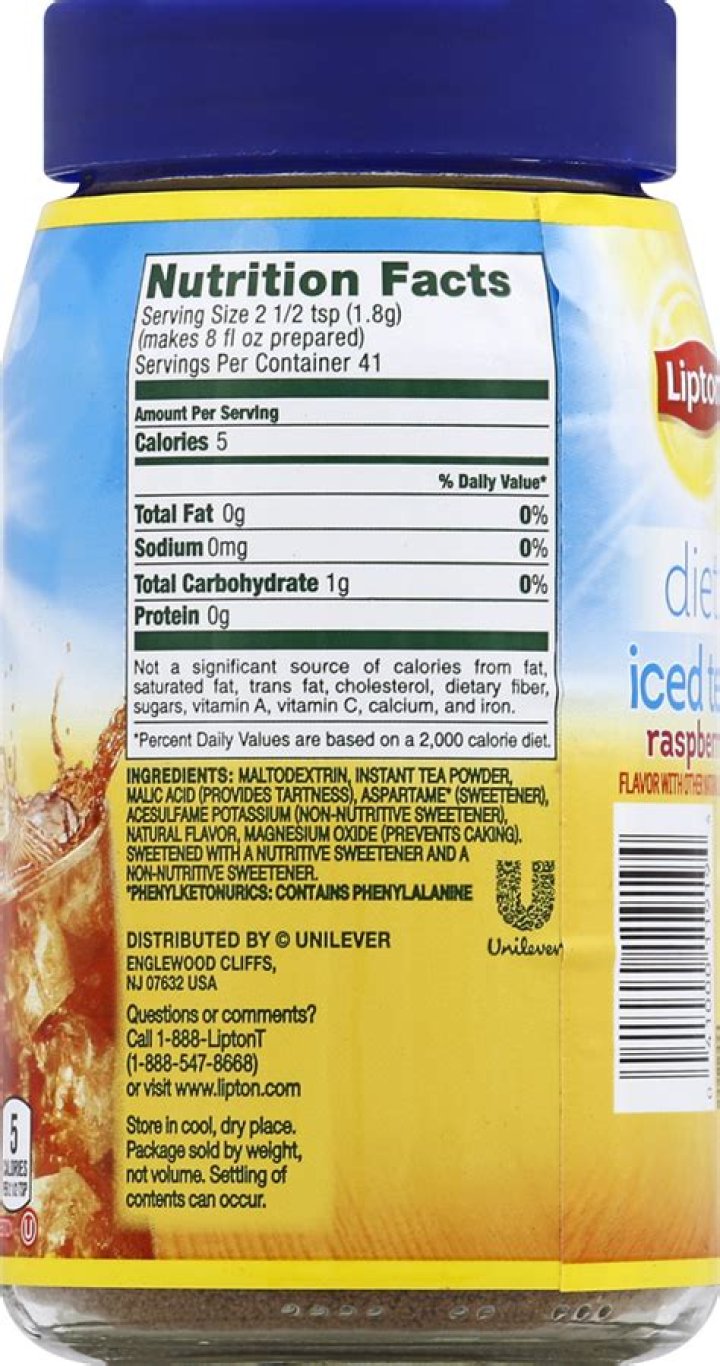 Nutrition Facts
Serving Size 2 1/2 tsp (1.8g)
(makes 8 fl oz prepared)
Servings Per Container 41
Amount Per Serving
Calories 5
% Daily Value*
Total Fat 0g 0%
Sodium 0mg 0%
Total Carbohydrate 1g 0%
Protein 0g
Not a significant source of calories from fat,
saturated fat, trans fat, cholesterol, dietary fiber,
sugars, vitamin A, vitamin C, calcium, and iron.
*Percent Daily Values are based on a 2,000 calorie diet.
INGREDIENTS: MALTODEXTRIN, INSTANT TEA POWDER,
MALIC ACID (PROVIDES TARTNESS), ASPARTAME* (SWEETENER),
ACESULFAME POTASSIUM (NON-NUTRITIVE SWEETENER),
NATURAL FLAVOR, MAGNESIUM OXIDE (PREVENTS CAKING).
SWEETENED WITH A NUTRITIVE SWEETENER AND A
NON-NUTRITIVE SWEETENER.
*PHENYLKETONURICS: CONTAINS PHENYLALANINE
Unilever
DISTRIBUTED BY © UNILEVER
ENGLEWOOD CLIFFS,
NJ 07632 USA
Questions or comments?
Call 1-888-LiptonT
(1-888-547-8668)
or visit www.lipton.com
Store in cool, dry place.
Package sold by weight,
not volume. Settling of
contents can occur.
5
CALORIES
U
Lipton
diet
iced te
raspber
FLAVOR WITH OTHER